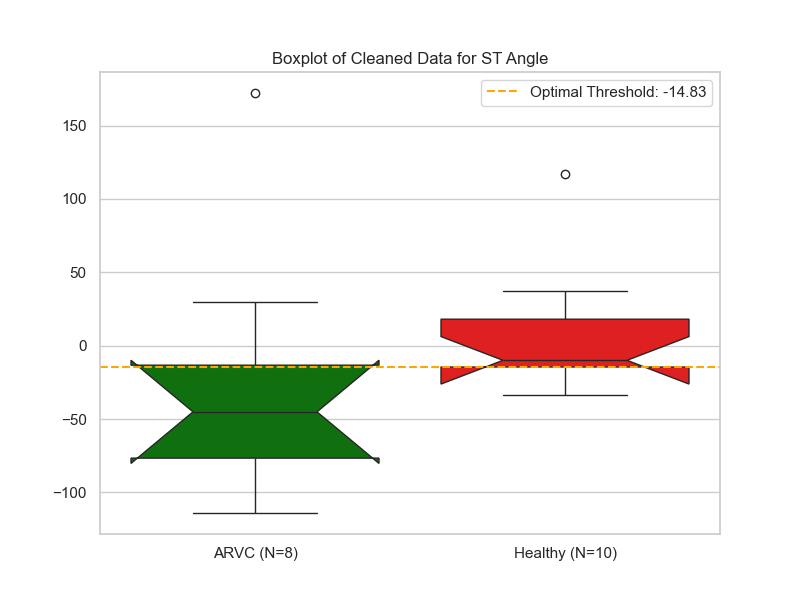 Boxplot of Cleaned Data for ST Angle
Optimal Threshold: -14.83
150
100
50
0
−50
−100
ARVC (N=8)
Healthy (N=10)